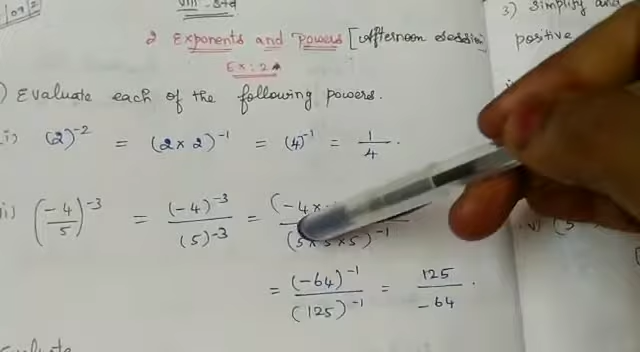 VIII - Std
3) Simplify and
2 Exponents and Powers [Afternoon session]
positive
Ex: 2
) Evaluate each of the following powers.
i) (2)^-2 = (2 × 2)^-1 = (4)^-1 = 1/4 .
ii) (-4/5)^-3 = (-4)^-3/(5)^-3 = (-4 × / (5 × 5 × 5)^-1
= (-64)^-1/(125)^-1 = 125/-64 .